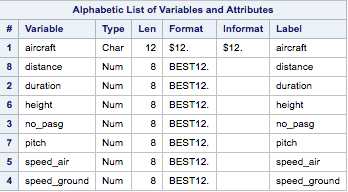 Alphabetic List of Variables and Attributes
# Variable Type Len Format Informat Label
1 aircraft Char 12 $12. $12. aircraft
8 distance Num 8 BEST12. distance
2 duration Num 8 BEST12. duration
6 height Num 8 BEST12. height
3 no_pasg Num 8 BEST12. no_pasg
7 pitch Num 8 BEST12. pitch
5 speed_air Num 8 BEST12. speed_air
4 speed_ground Num 8 BEST12. speed_ground